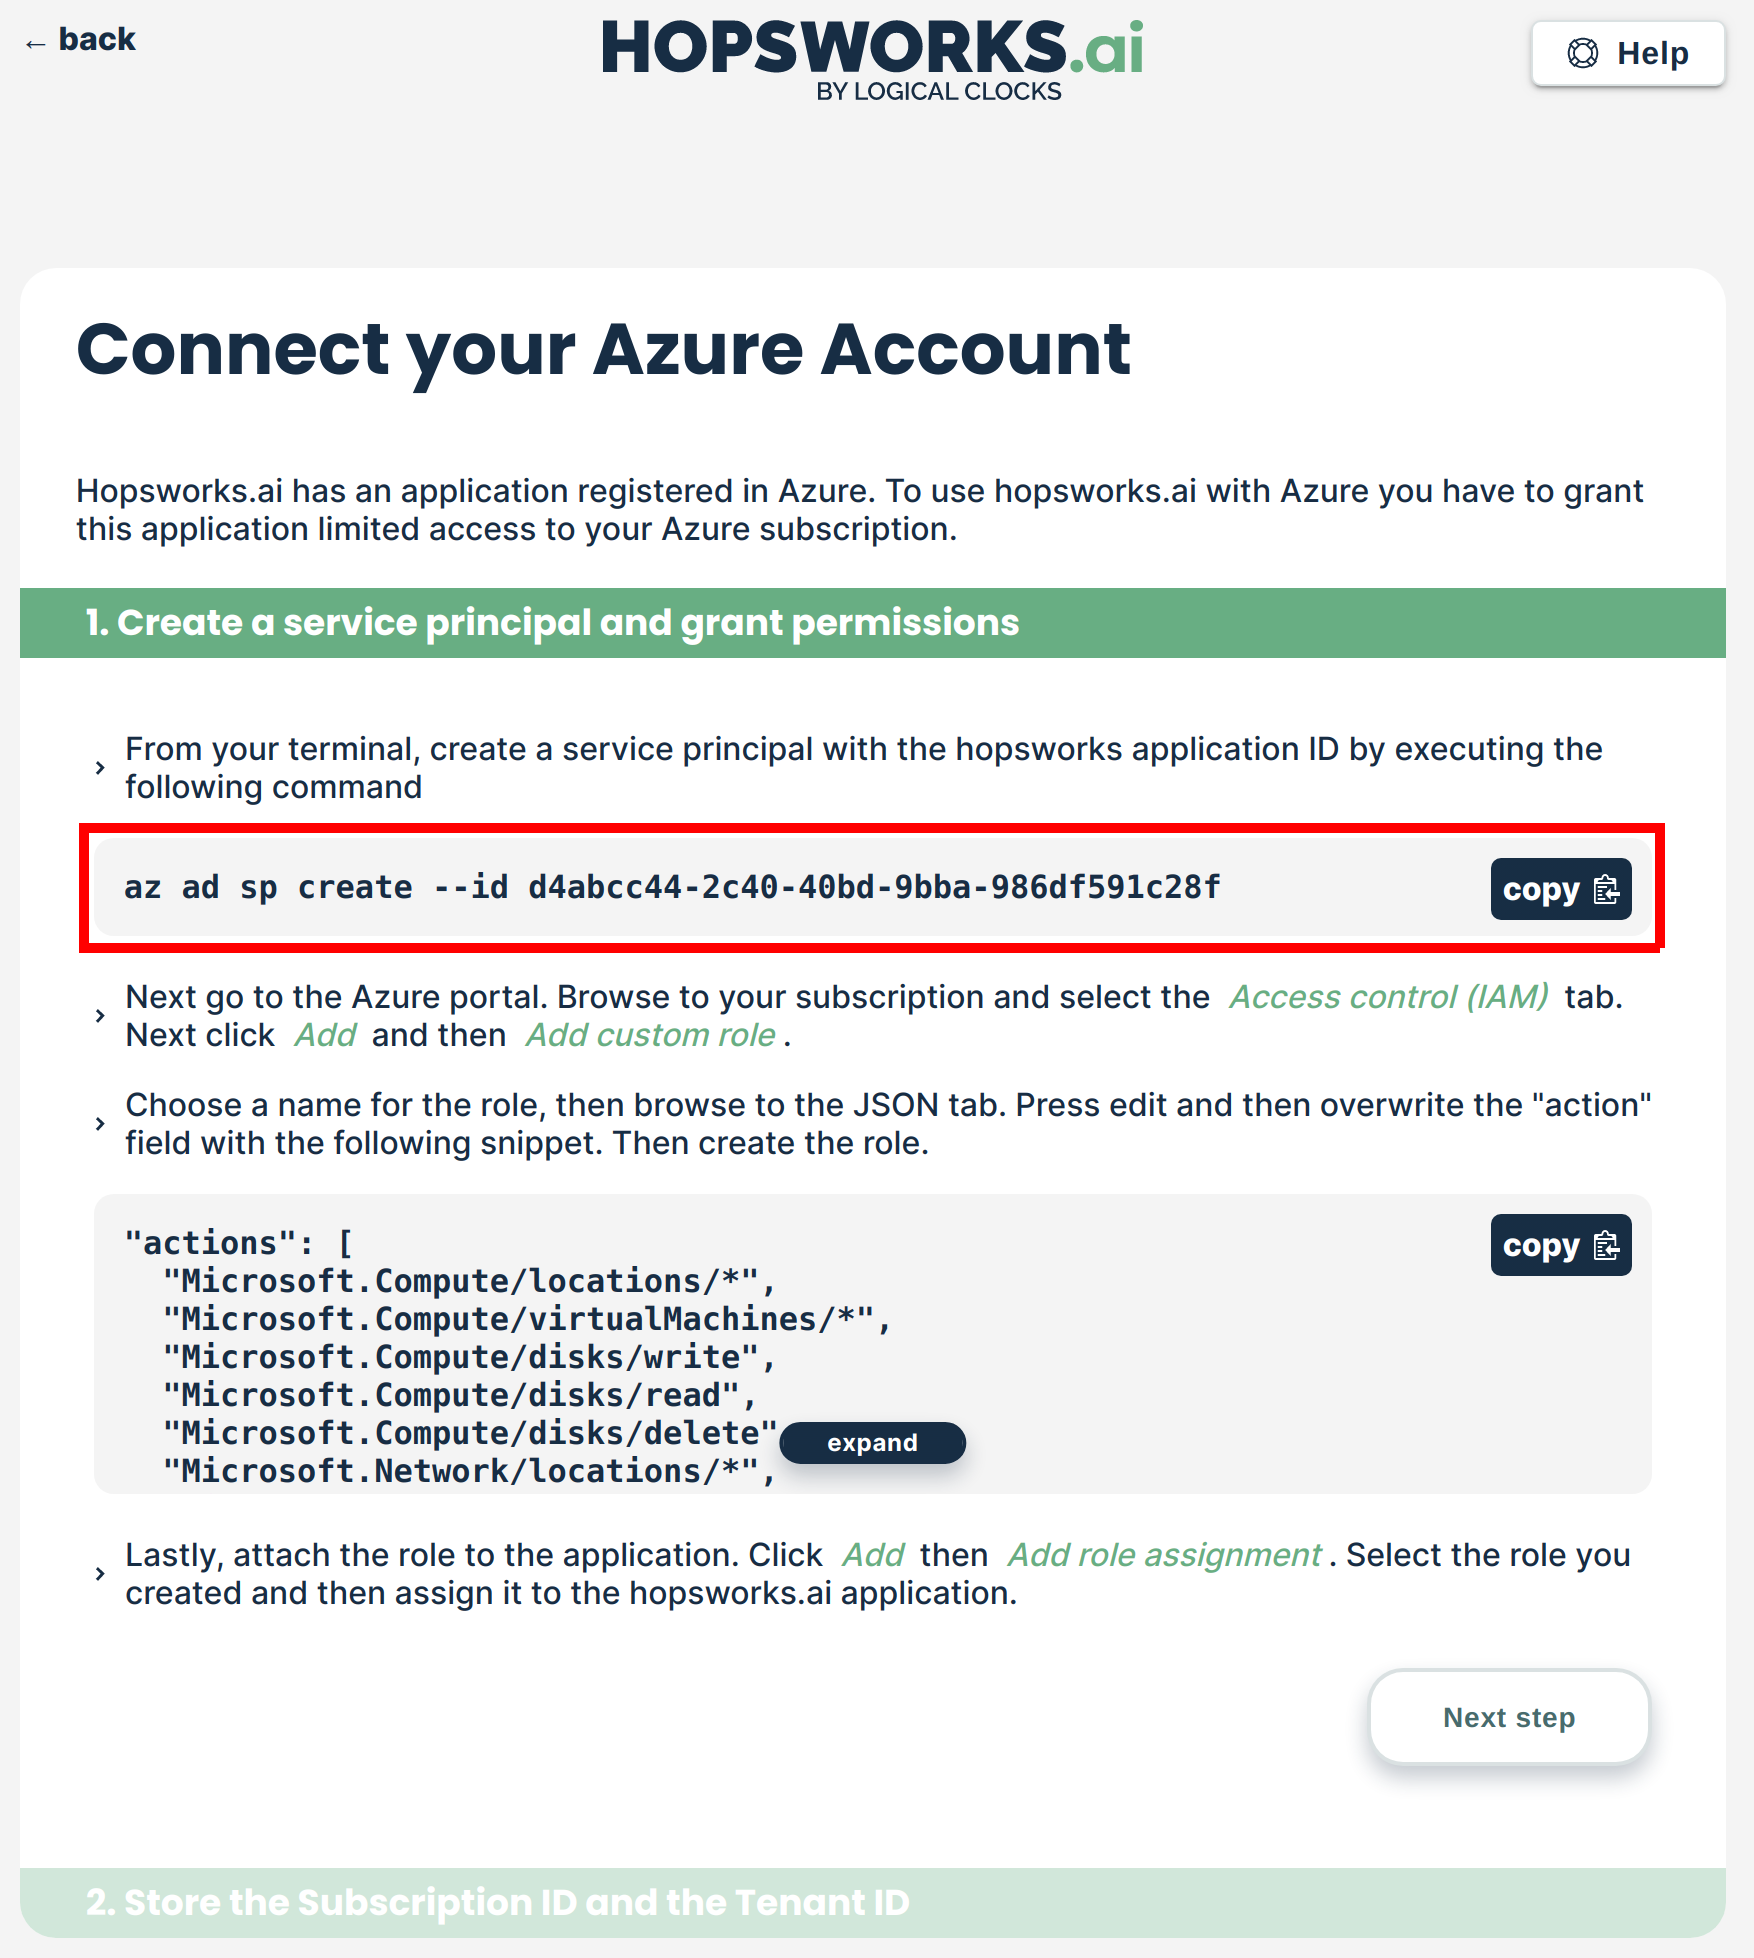 ← back
HOPSWORKS.ai
BY LOGICAL CLOCKS
Help
Connect your Azure Account
Hopsworks.ai has an application registered in Azure. To use hopsworks.ai with Azure you have to grant
this application limited access to your Azure subscription.
1. Create a service principal and grant permissions
› From your terminal, create a service principal with the hopsworks application ID by executing the
following command
az ad sp create --id d4abcc44-2c40-40bd-9bba-986df591c28f
copy
› Next go to the Azure portal. Browse to your subscription and select the Access control (IAM) tab.
Next click Add and then Add custom role .
› Choose a name for the role, then browse to the JSON tab. Press edit and then overwrite the "action"
field with the following snippet. Then create the role.
copy
"actions": [
"Microsoft.Compute/locations/*",
"Microsoft.Compute/virtualMachines/*",
"Microsoft.Compute/disks/write",
"Microsoft.Compute/disks/read",
"Microsoft.Compute/disks/delete"
expand
"Microsoft.Network/locations/*",
› Lastly, attach the role to the application. Click Add then Add role assignment . Select the role you
created and then assign it to the hopsworks.ai application.
Next step
2. Store the Subscription ID and the Tenant ID